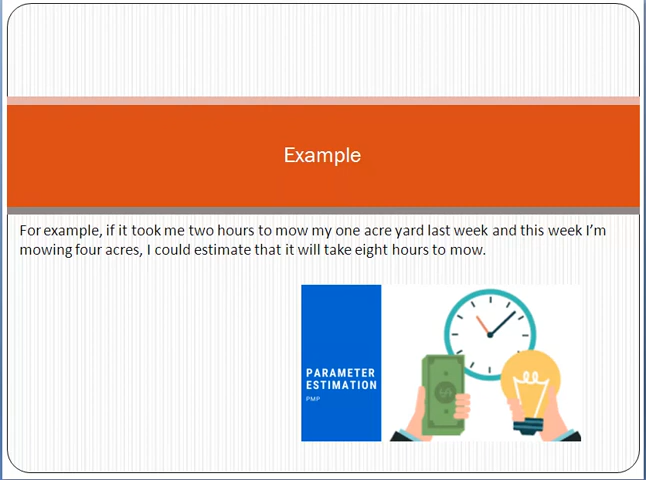 Example
For example, if it took me two hours to mow my one acre yard last week and this week I'm
mowing four acres, I could estimate that it will take eight hours to mow.
PARAMETER
ESTIMATION
PMP